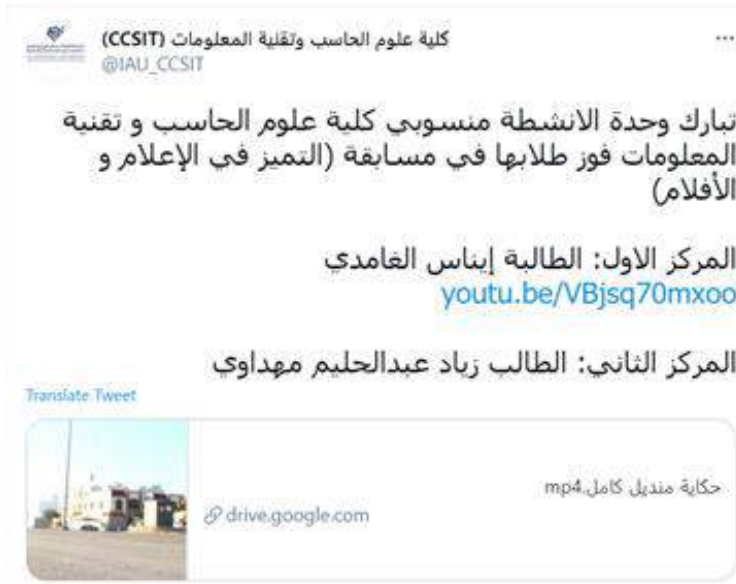 كلية علوم الحاسب وتقنية المعلومات (CCSIT)
@IAU_CCSIT
...
تبارك وحدة الانشطة منسوبي كلية علوم الحاسب و تقنية
المعلومات فوز طلابها في مسابقة (التميز في الإعلام و
الأفلام)
المركز الاول: الطالبة إيناس الغامدي
youtu.be/VBjsq70mxoo
المركز الثاني: الطالب زياد عبدالحليم مهداوي
Translate Tweet
حكاية منديل كامل.mp4
drive.google.com